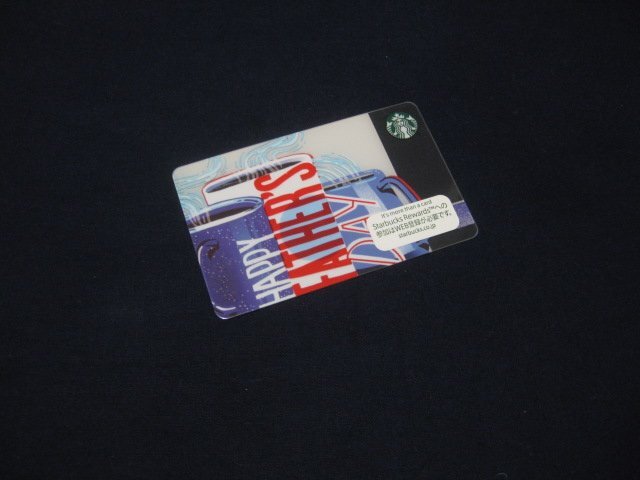 HAPPY
FATHER'S
DAY
It's more than a card
Starbucks Rewards™への
参加はWEB登録が必要です。
starbucks.co.jp